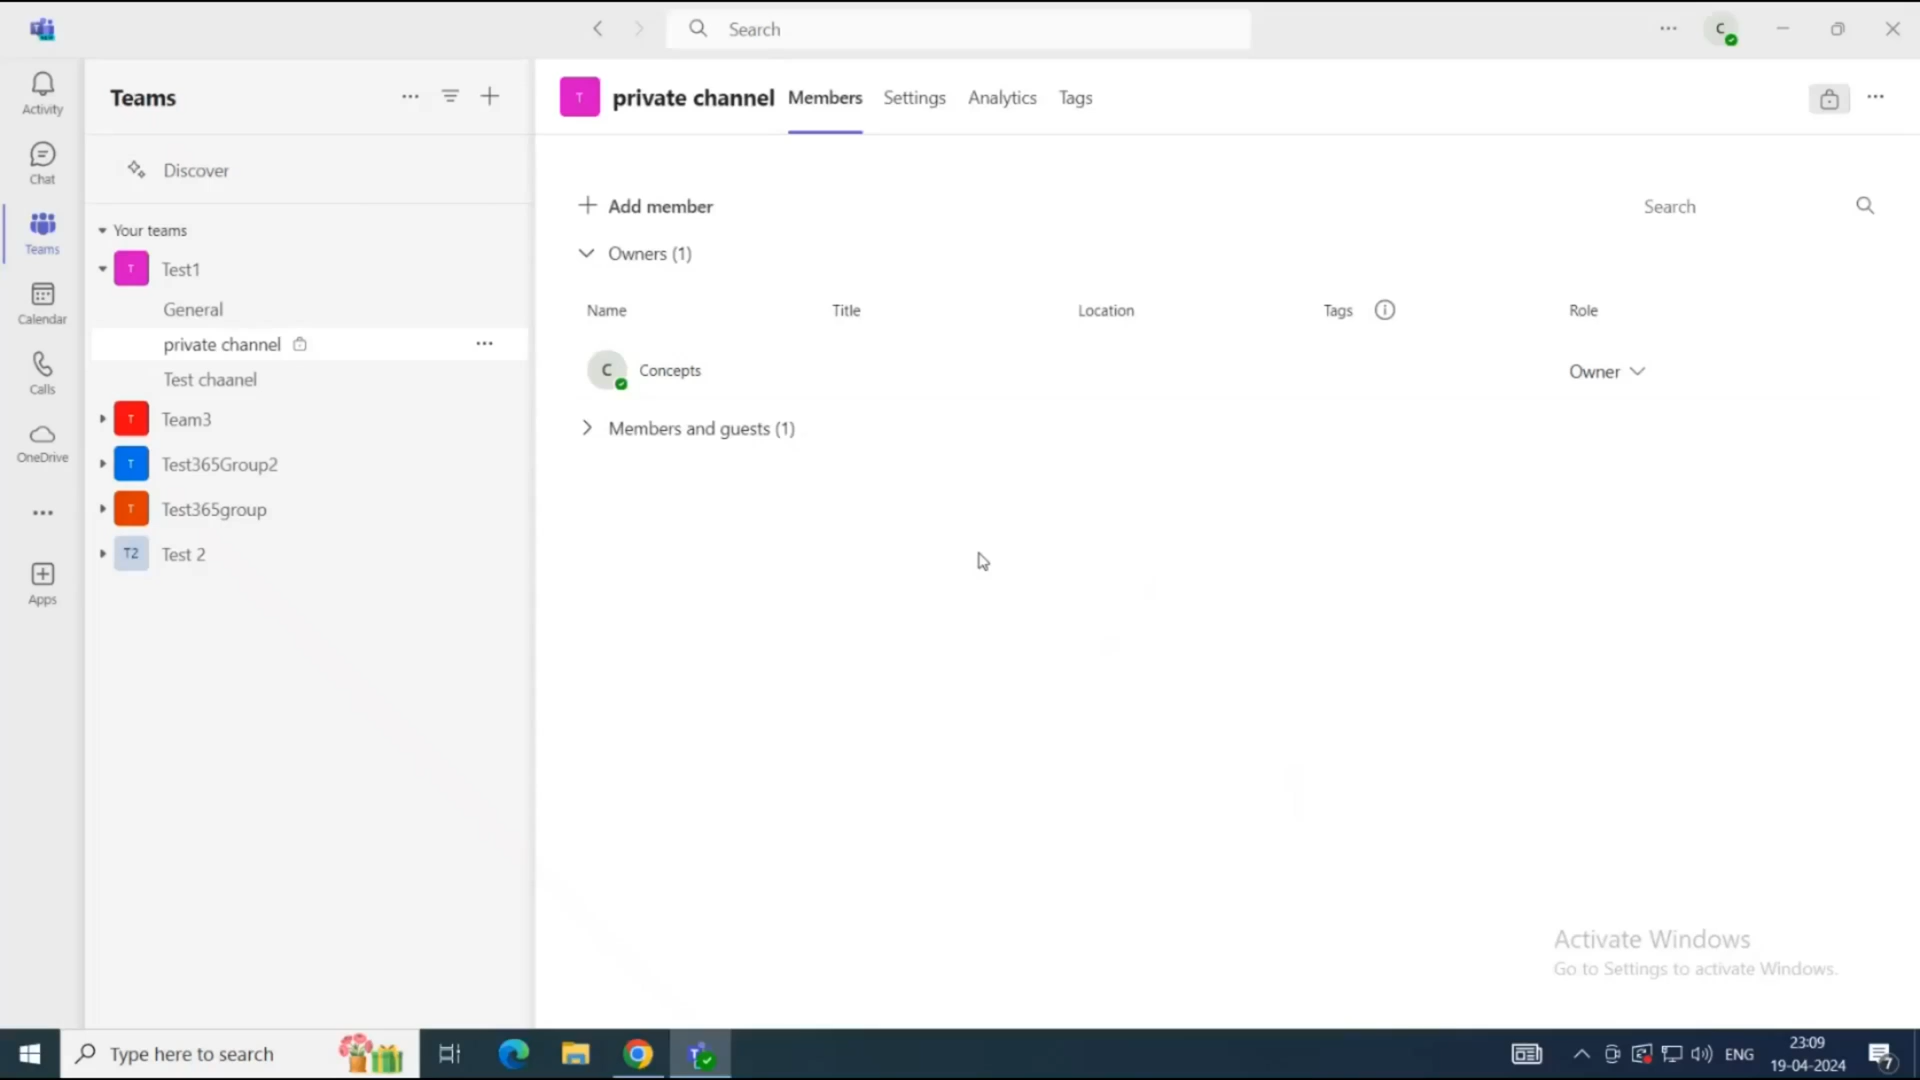 Search
C
Activity
Chat
Teams
Calendar
Calls
OneDrive
Apps
Teams
Discover
Your teams
T Test1
General
private channel
Test chaanel
T Team3
T Test365Group2
T Test365group
T2 Test 2
T private channel Members Settings Analytics Tags
Add member Search
Owners (1)
Name Title Location Tags Role
C Concepts Owner
Members and guests (1)
Activate Windows
Go to Settings to activate Windows.
Type here to search
ENG
23:09
19-04-2024
7